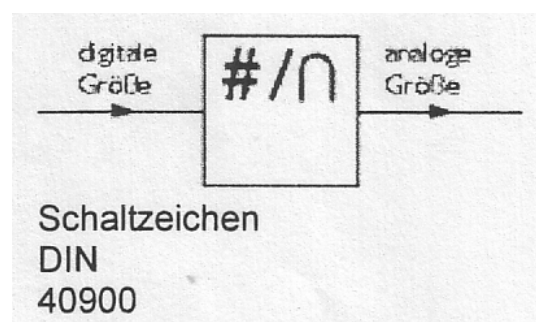 digitale
Größe
#/∩
analoge
Größe
Schaltzeichen
DIN
40900